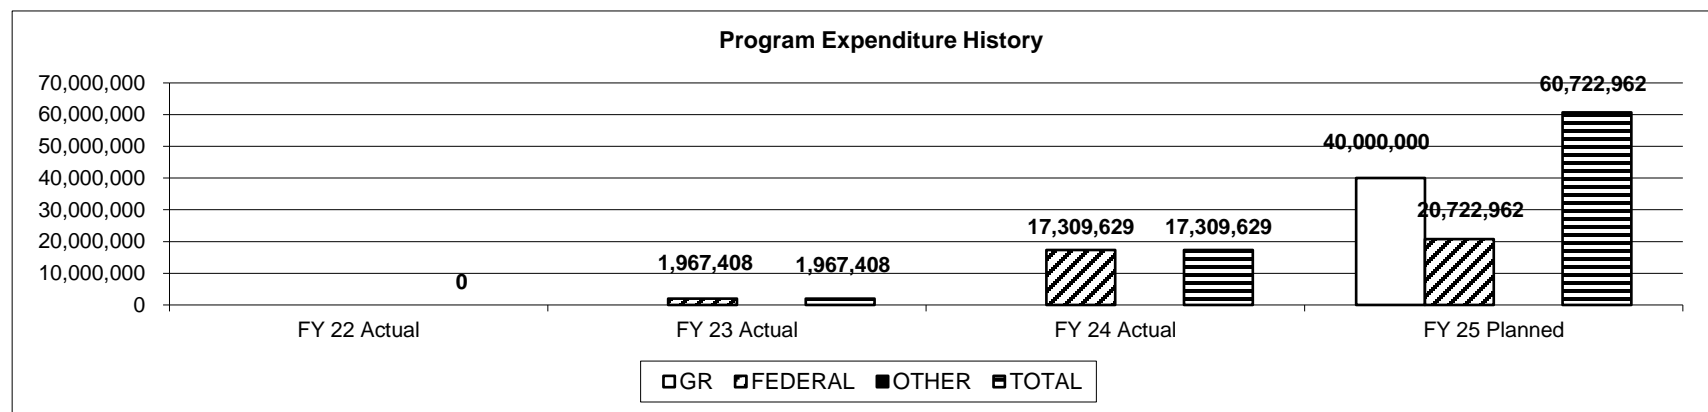 Program Expenditure History
70,000,000
60,000,000
50,000,000
40,000,000
30,000,000
20,000,000
10,000,000
0
0
1,967,408
1,967,408
17,309,629
17,309,629
40,000,000
20,722,962
60,722,962
FY 22 Actual
FY 23 Actual
FY 24 Actual
FY 25 Planned
GR FEDERAL OTHER TOTAL